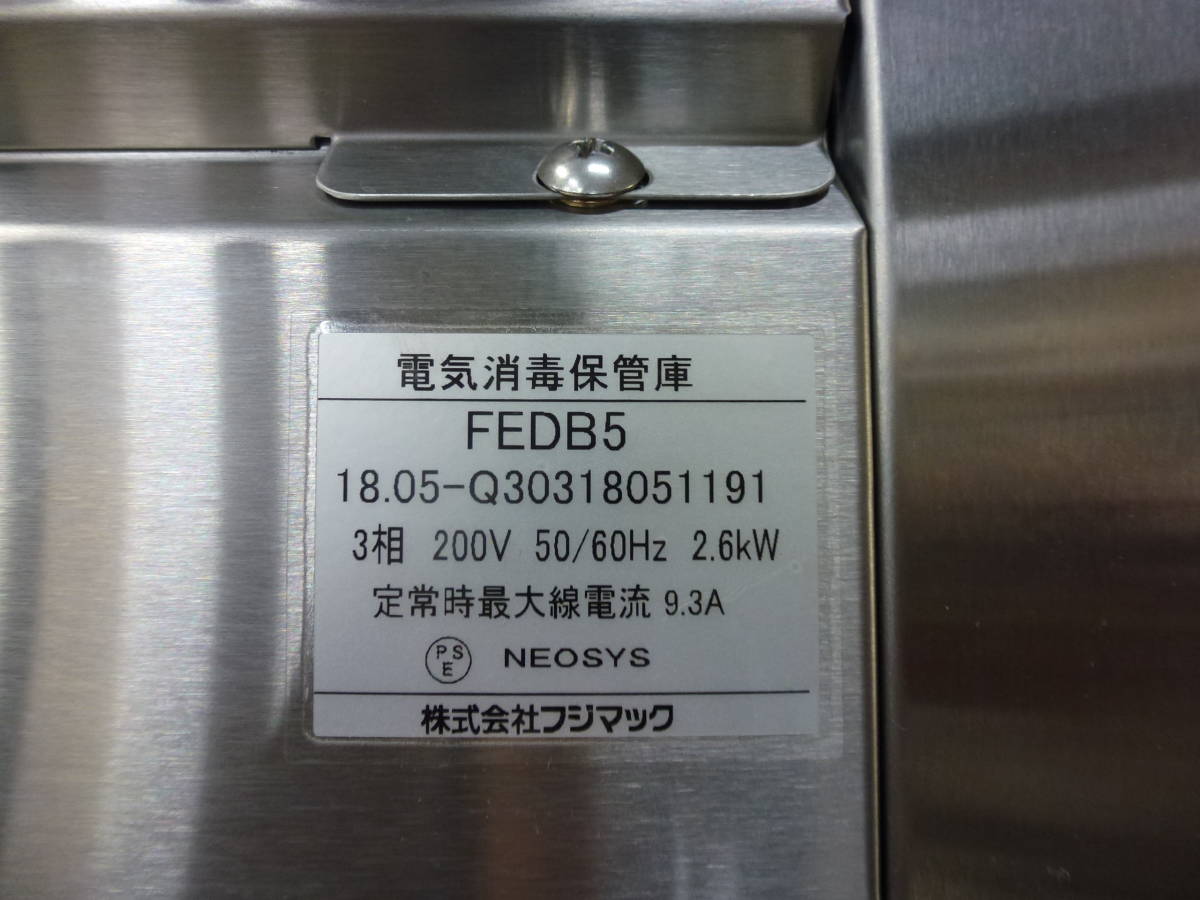 電気消毒保管庫
FEDB5
18.05-Q30318051191
3相 200V 50/60Hz 2.6kW
定常時最大線電流 9.3A
PSE NEOSYS
株式会社フジマック